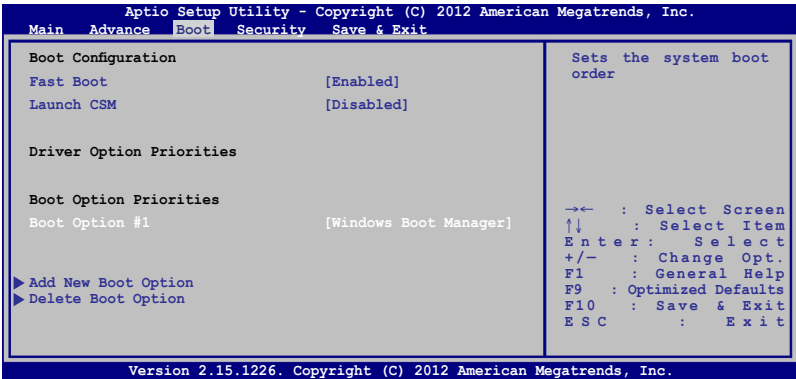 Aptio Setup Utility - Copyright (C) 2012 American Megatrends, Inc.
Main Advance Boot Security Save & Exit
Boot Configuration
Fast Boot [Enabled]
Launch CSM [Disabled]
Driver Option Priorities
Boot Option Priorities
Boot Option #1 [Windows Boot Manager]
Add New Boot Option
Delete Boot Option
Sets the system boot
order
→← : Select Screen
↑↓ : Select Item
Enter: Select
+/— : Change Opt.
F1 : General Help
F9 : Optimized Defaults
F10 : Save & Exit
ESC : Exit
Version 2.15.1226. Copyright (C) 2012 American Megatrends, Inc.